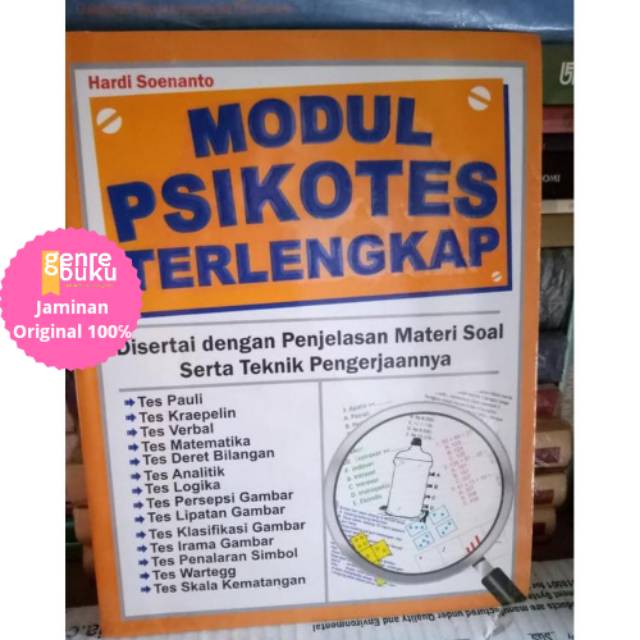 Hardi Soenanto
MODUL
PSIKOTES
TERLENGKAP
genre
buku
Jaminan
Original 100%
Disertai dengan Penjelasan Materi Soal
Serta Teknik Pengerjaannya
Tes Pauli
Tes Kraepelin
Tes Verbal
Tes Matematika
Tes Deret Bilangan
Tes Analitik
Tes Logika
Tes Persepsi Gambar
Tes Lipatan Gambar
Tes Klasifikasi Gambar
Tes Irama Gambar
Tes Penalaran Simbol
Tes Wartegg
Tes Skala Kematangan